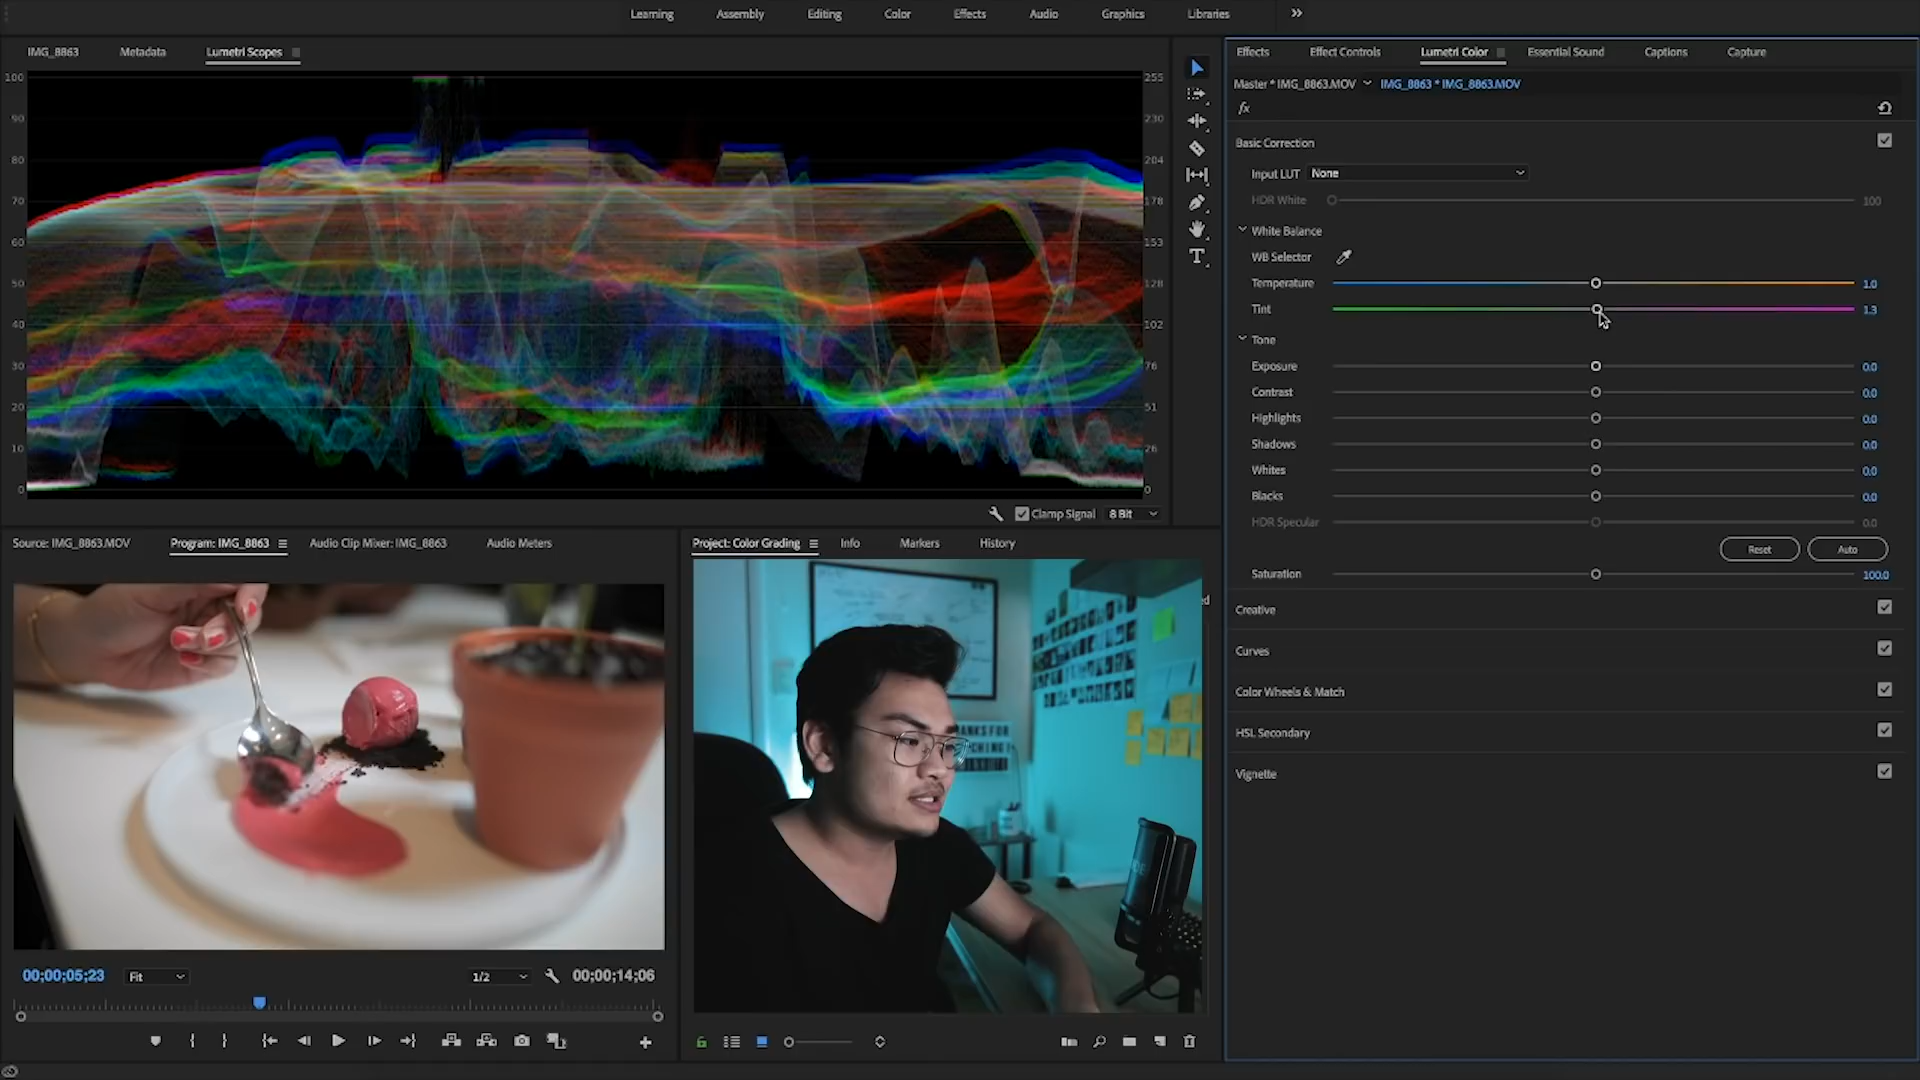 Learning Assembly Editing Color Effects Audio Graphics Libraries
IMG_8863 Metadata Lumetri Scopes
Effects Effect Controls Lumetri Color Essential Sound Captions Capture
Master * IMG_8863.MOV IMG_8863 * IMG_8863.MOV
fx
Basic Correction
Input LUT None
HDR White 100
White Balance
WB Selector
Temperature 1.0
Tint 1.3
Tone
Exposure 0.0
Contrast 0.0
Highlights 0.0
Shadows 0.0
Whites 0.0
Blacks 0.0
HDR Specular 0.0
Reset Auto
Saturation 100.0
Creative
Curves
Color Wheels & Match
HSL Secondary
Vignette
100 255
90 230
80 204
70 178
60 153
50 128
40 102
30 76
20 51
10 26
0 0
Clamp Signal 8 Bit
Source: IMG_8863.MOV Program: IMG_8863 Audio Clip Mixer: IMG_8863 Audio Meters
00;00;05;23 Fit 1/2 00;00;14;06
Project: Color Grading Info Markers History